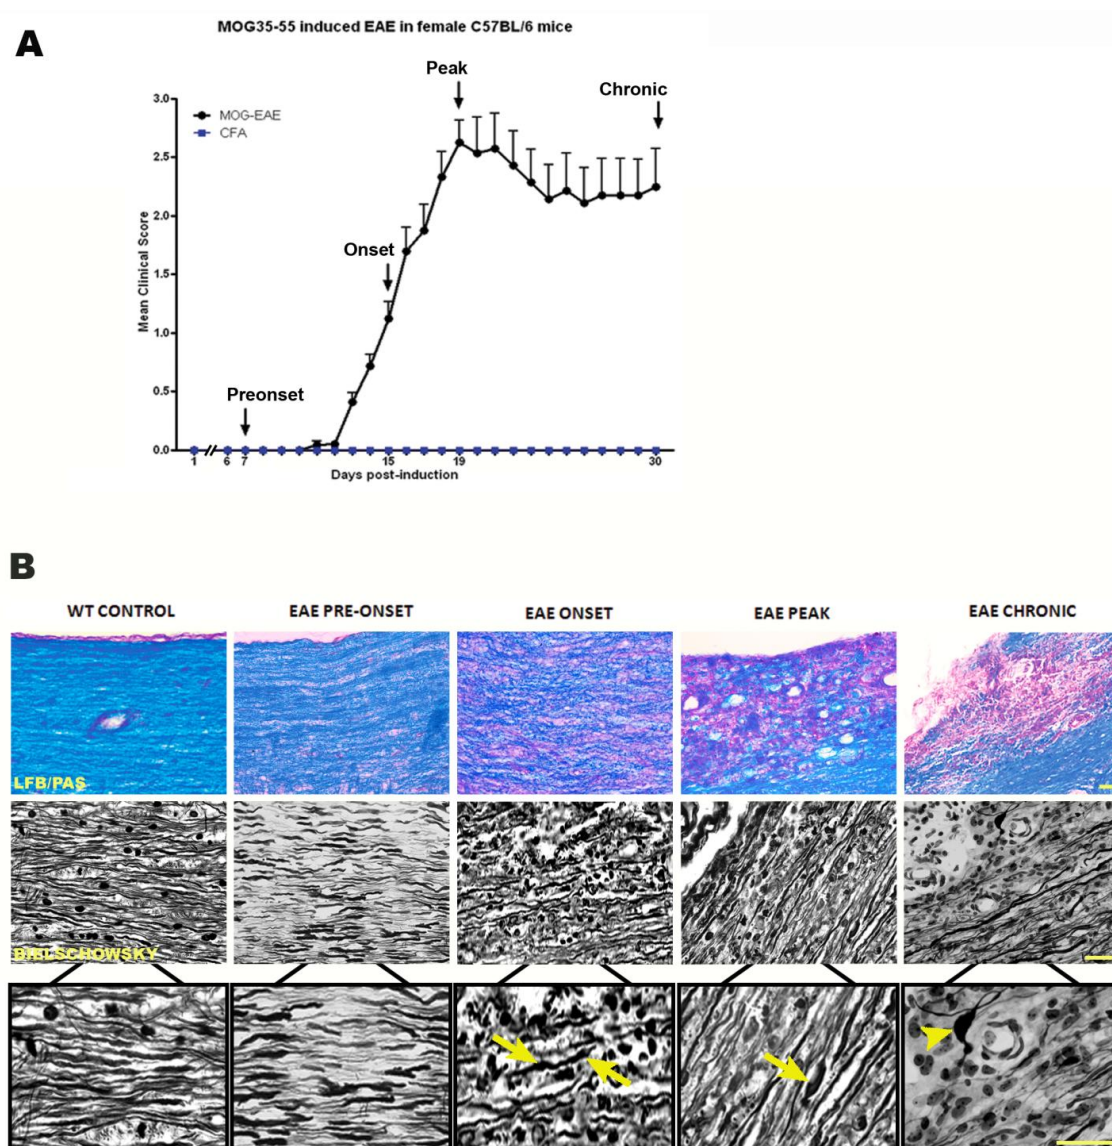 A
MOG35-55 induced EAE in female C57BL/6 mice
Peak
Chronic
3.0
MOG-EAE
CFA
2.5
Onset
2.0
Mean Clinical Score
1.5
1.0
Preonset
0.5
0.0
1 6 7 15 19 30
Days post-induction
B
WT CONTROL EAE PRE-ONSET EAE ONSET EAE PEAK EAE CHRONIC
LFB/PAS
BIELSCHOWSKY